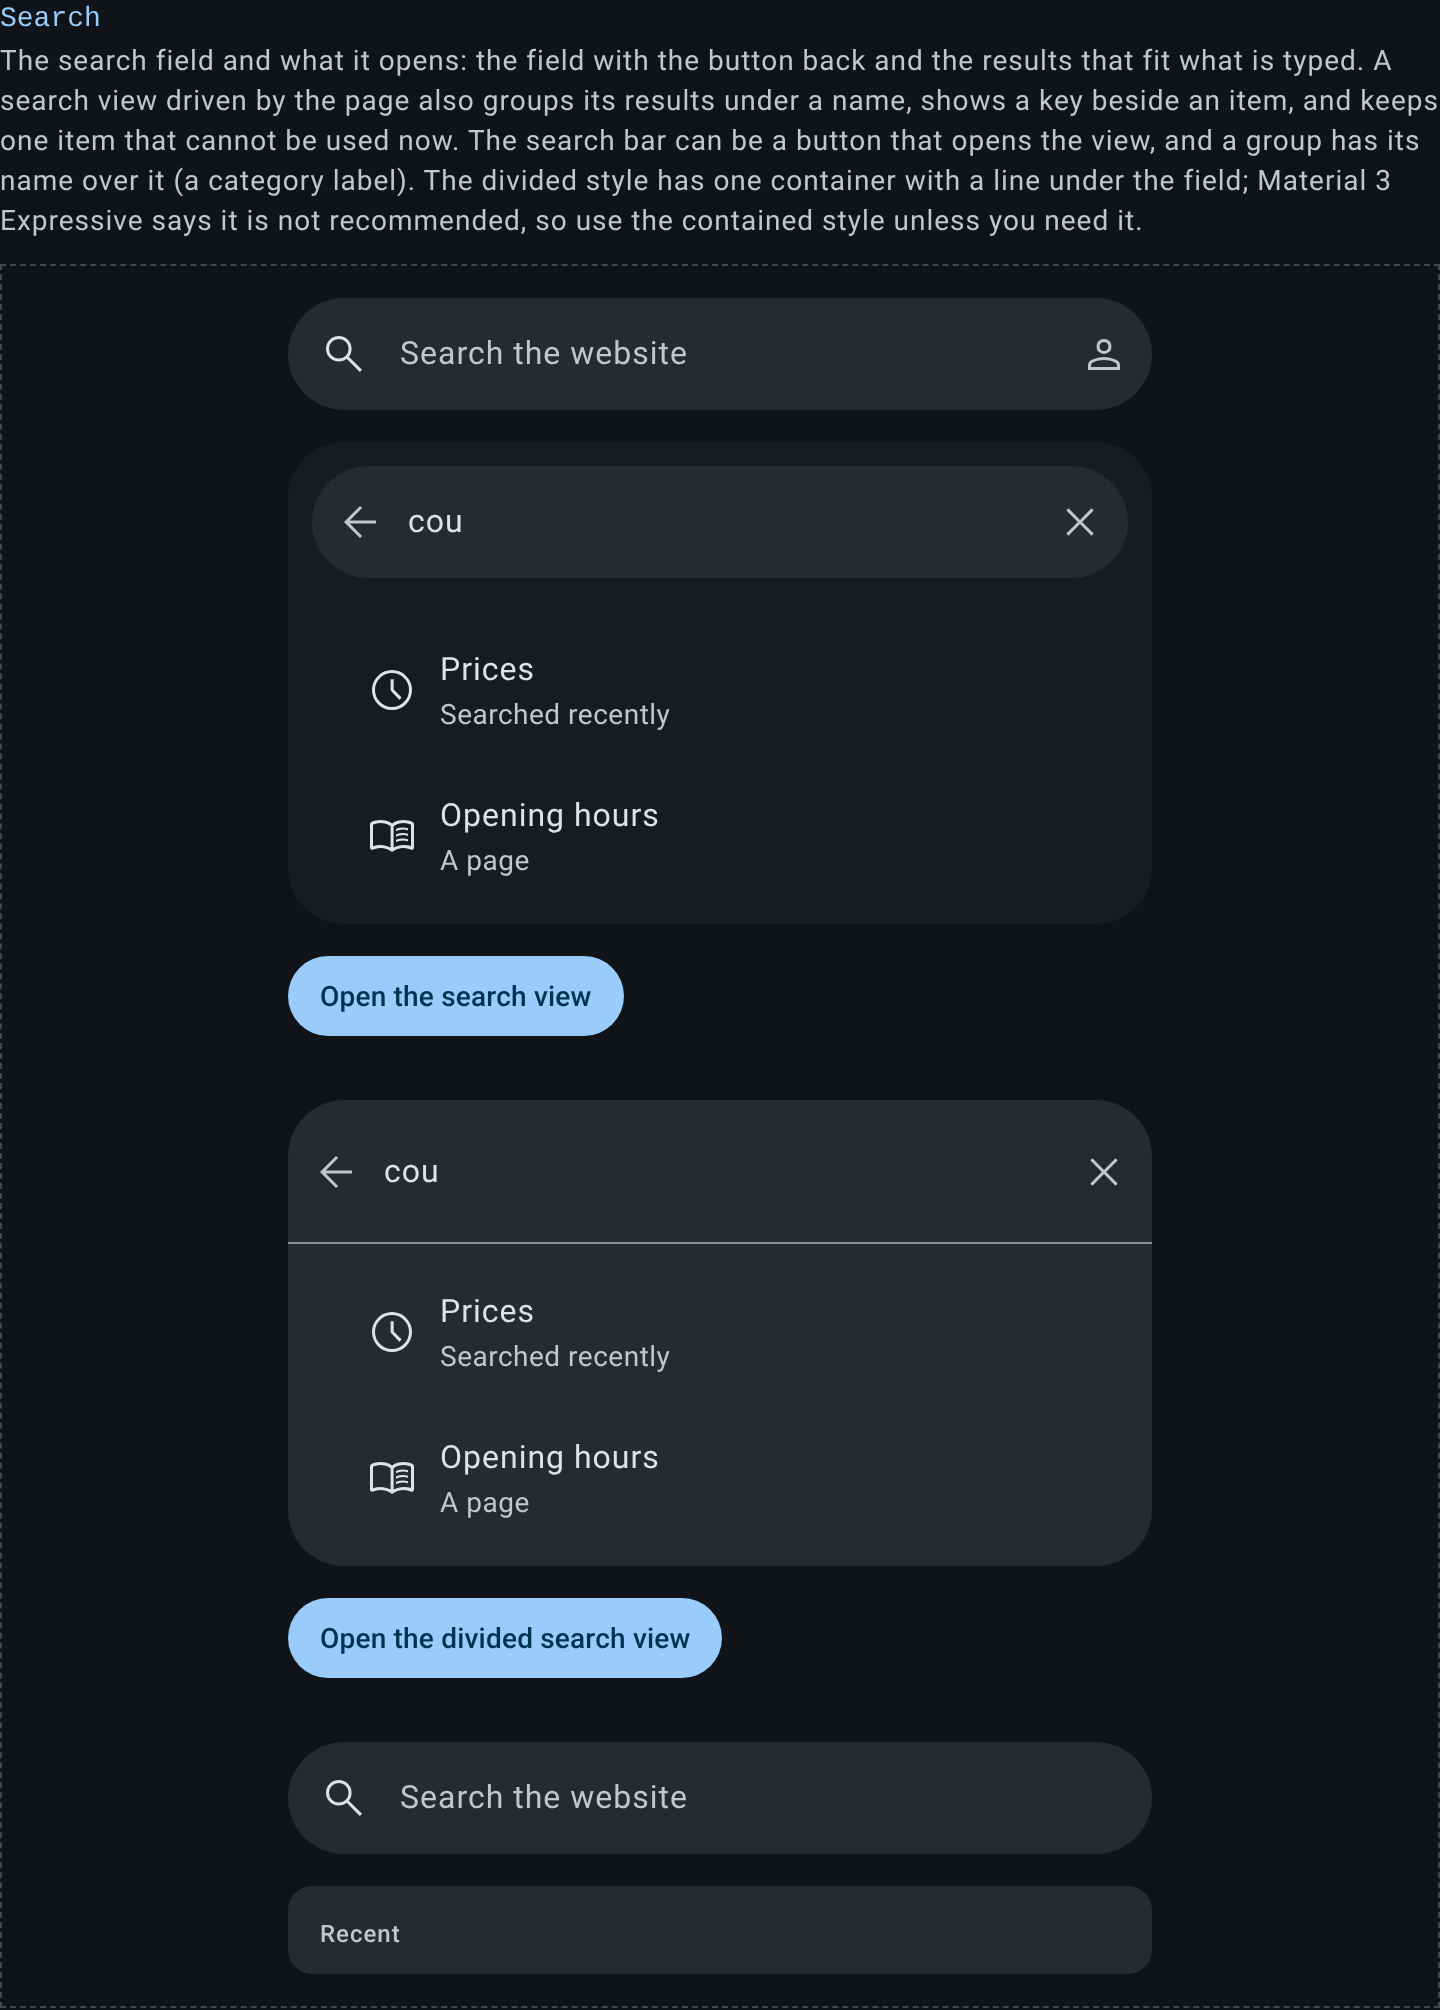 Search
The search field and what it opens: the field with the button back and the results that fit what is typed. A
search view driven by the page also groups its results under a name, shows a key beside an item, and keeps
one item that cannot be used now. The search bar can be a button that opens the view, and a group has its
name over it (a category label). The divided style has one container with a line under the field; Material 3
Expressive says it is not recommended, so use the contained style unless you need it.
Search the website
cou
Prices
Searched recently
Opening hours
A page
Open the search view
cou
Prices
Searched recently
Opening hours
A page
Open the divided search view
Search the website
Recent